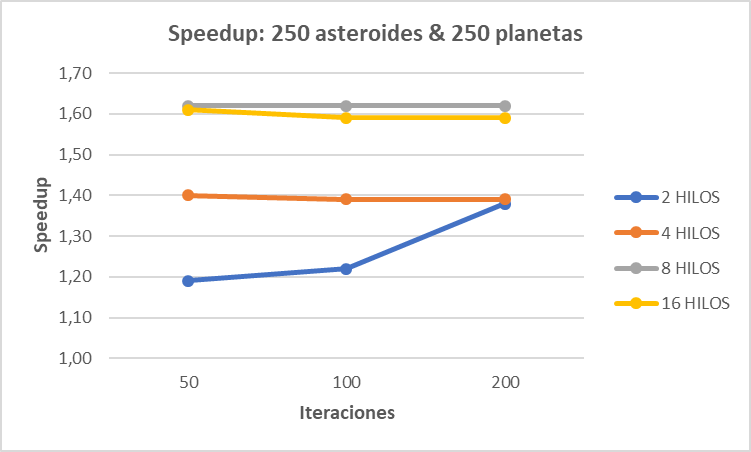 Speedup: 250 asteroides & 250 planetas
1,70
1,60
1,50
1,40
1,30
1,20
1,10
1,00
Speedup
50
100
200
Iteraciones
2 HILOS
4 HILOS
8 HILOS
16 HILOS